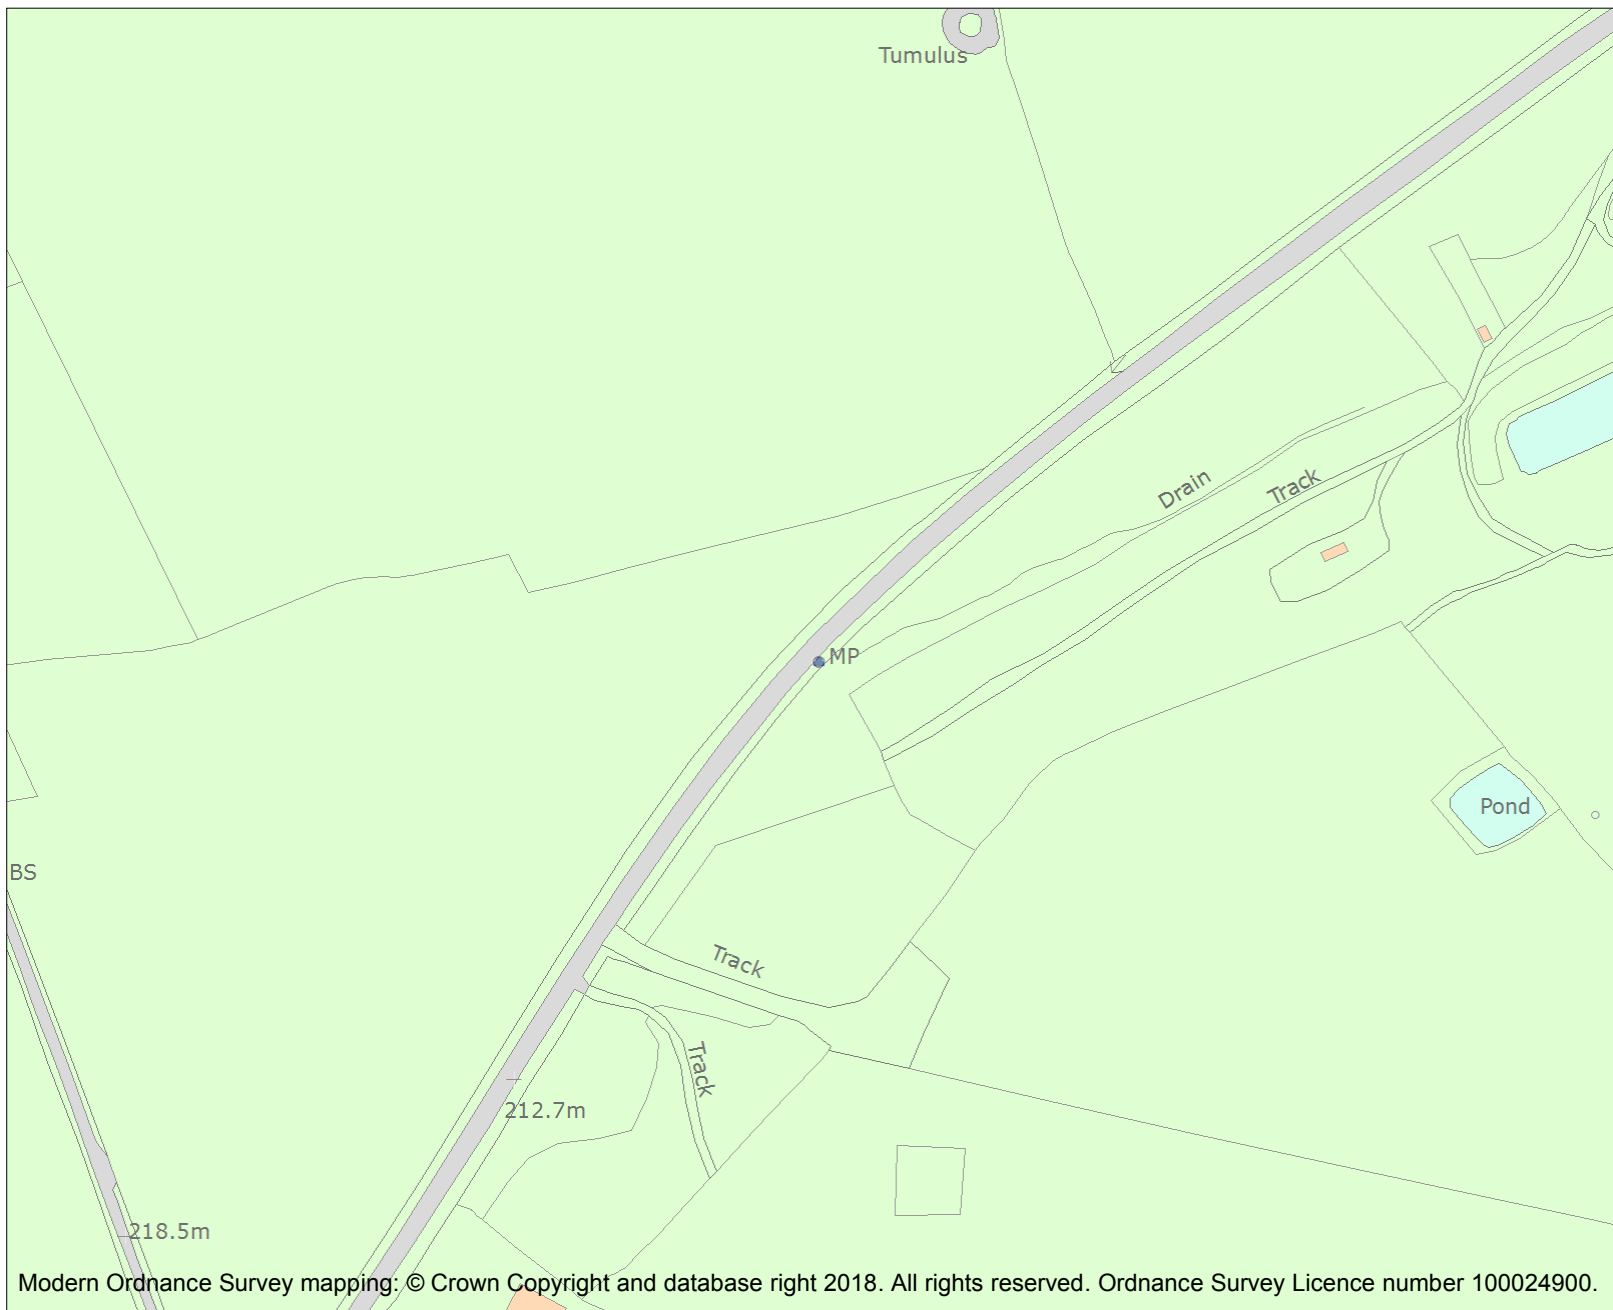 Tumulus
Drain
Track
MP
Pond
BS
Track
Track
212.7m
218.5m
Modern Ordnance Survey mapping: © Crown Copyright and database right 2018. All rights reserved. Ordnance Survey Licence number 100024900.